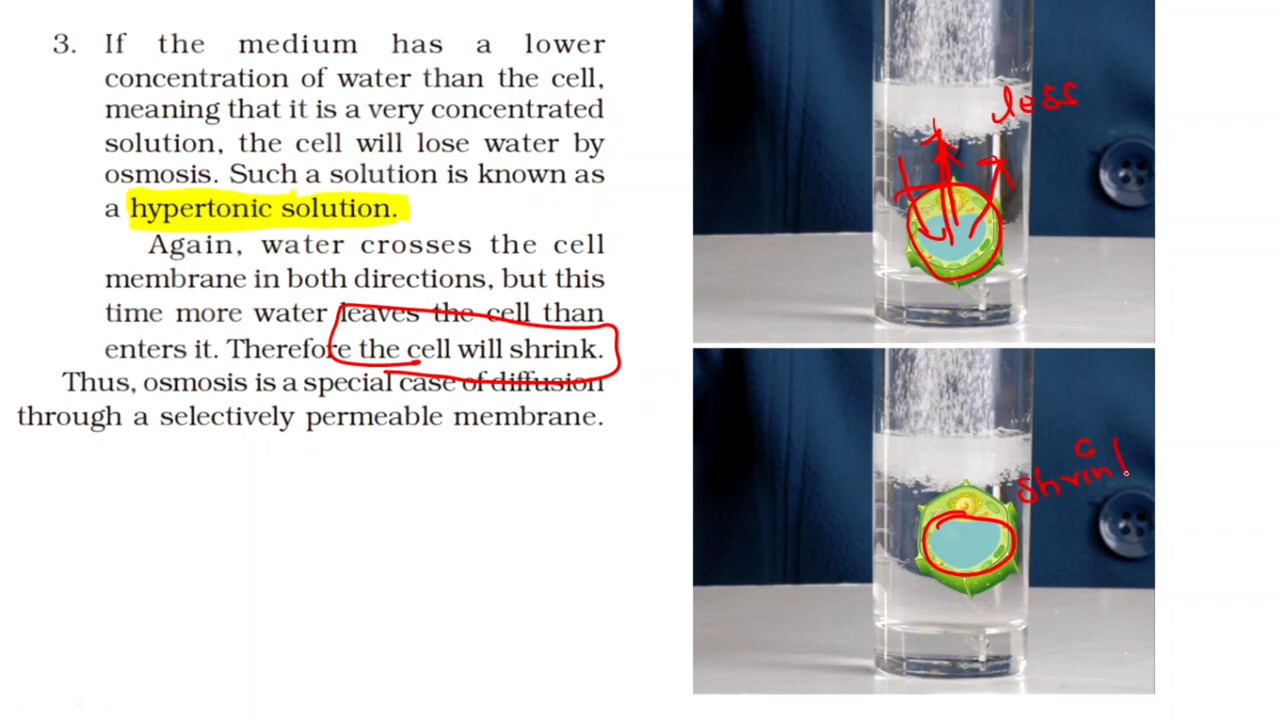 3. If the medium has a lower
concentration of water than the cell,
meaning that it is a very concentrated
solution, the cell will lose water by
osmosis. Such a solution is known as
a hypertonic solution.
Again, water crosses the cell
membrane in both directions, but this
time more water leaves the cell than
enters it. Therefore the cell will shrink.
Thus, osmosis is a special case of diffusion
through a selectively permeable membrane.
less
c
shrin